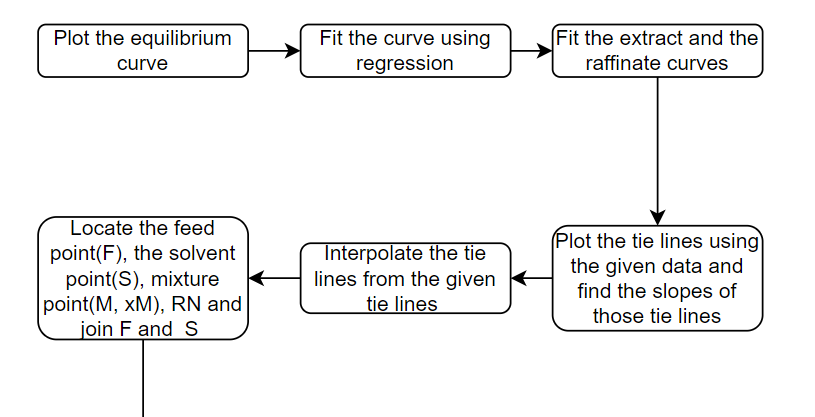 Plot the equilibrium
curve
Fit the curve using
regression
Fit the extract and the
raffinate curves
Plot the tie lines using
the given data and
find the slopes of
those tie lines
Interpolate the tie
lines from the given
tie lines
Locate the feed
point(F), the solvent
point(S), mixture
point(M, xM), RN and
join F and  S